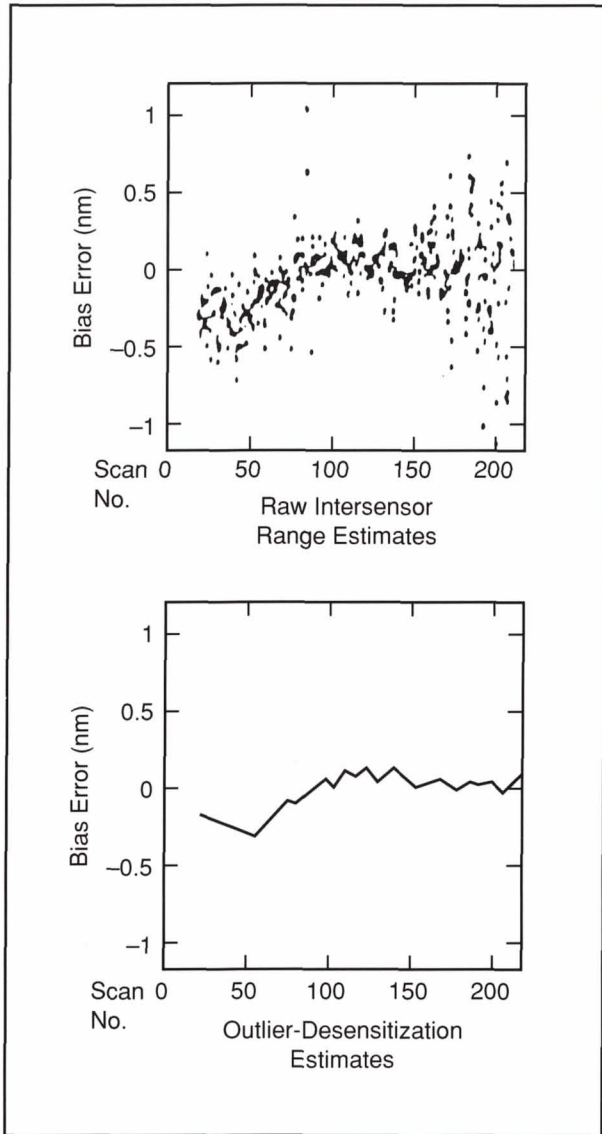 1
0.5
0
−0.5
−1
Bias Error (nm)
Scan No.
0 50 100 150 200
Raw Intersensor
Range Estimates
1
0.5
0
−0.5
−1
Bias Error (nm)
Scan No.
0 50 100 150 200
Outlier-Desensitization
Estimates